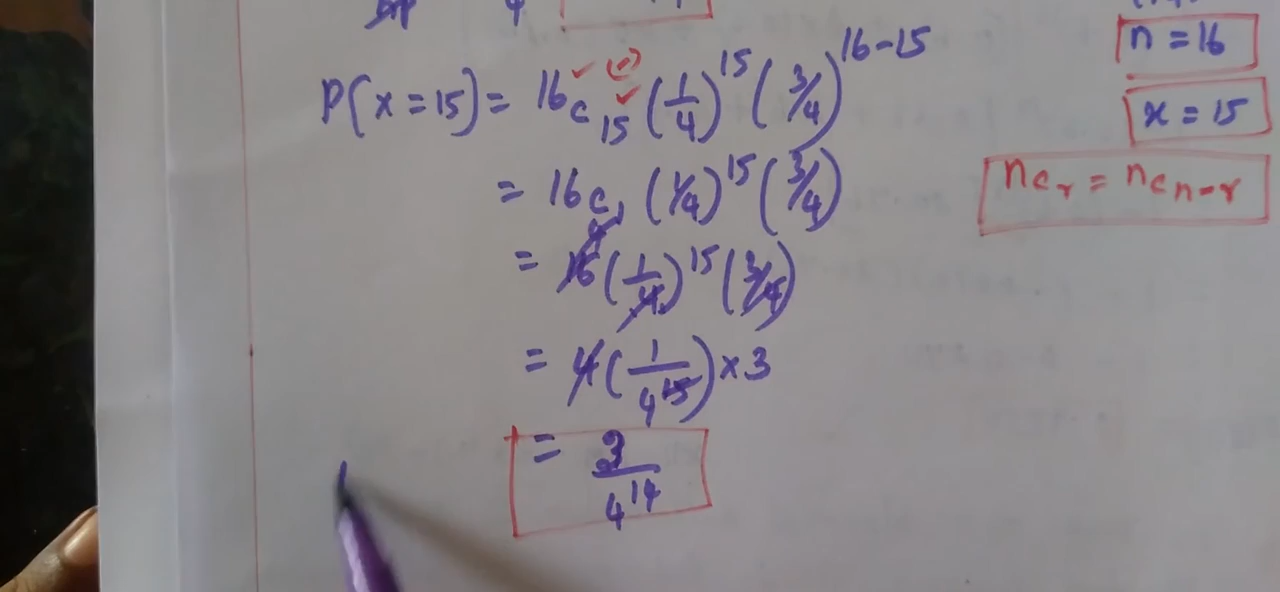 4
n = 16
P(x = 15) = 16c15 (1/4)^15 (3/4)^16-15
x = 15
= 16c1 (1/4)^15 (3/4)
ncr = ncn-r
= 16 (1/4)^15 (3/4)
= 4 (1/4^15) × 3
= 3/4^14